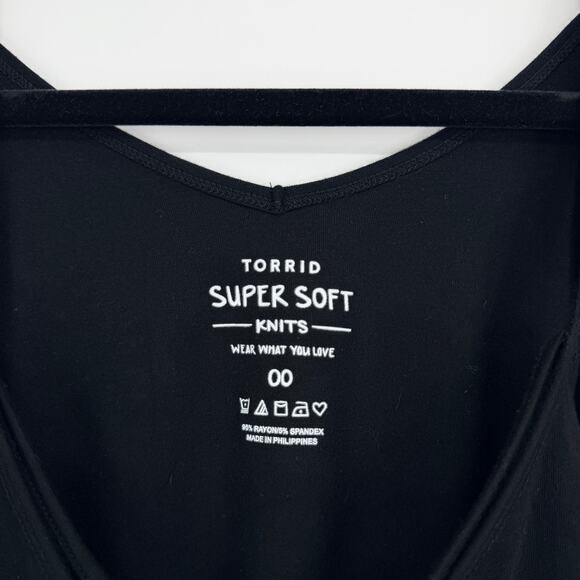 TORRID
SUPER SOFT
KNITS
WEAR WHAT YOU LOVE
00
95% RAYON/5% SPANDEX
MADE IN PHILIPPINES